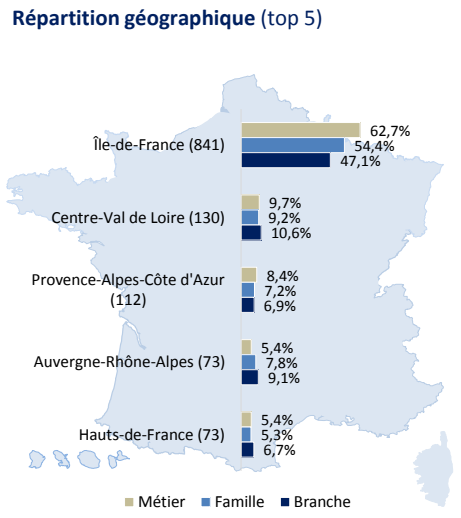 Répartition géographique (top 5)
Île-de-France (841)
62,7%
54,4%
47,1%
Centre-Val de Loire (130)
9,7%
9,2%
10,6%
Provence-Alpes-Côte d'Azur
(112)
8,4%
7,2%
6,9%
Auvergne-Rhône-Alpes (73)
5,4%
7,8%
9,1%
Hauts-de-France (73)
5,4%
5,3%
6,7%
Métier Famille Branche